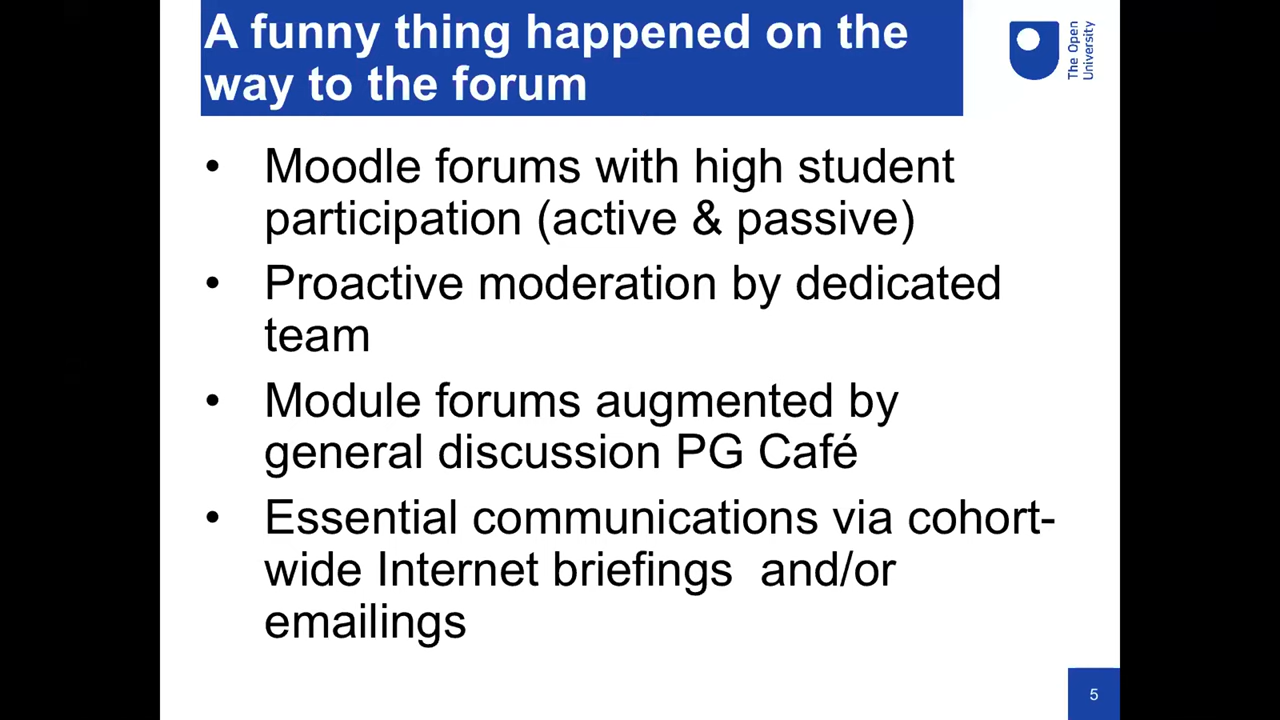 A funny thing happened on the
way to the forum
The Open
University
• Moodle forums with high student
participation (active & passive)
• Proactive moderation by dedicated
team
• Module forums augmented by
general discussion PG Café
• Essential communications via cohort-
wide Internet briefings  and/or
emailings
5